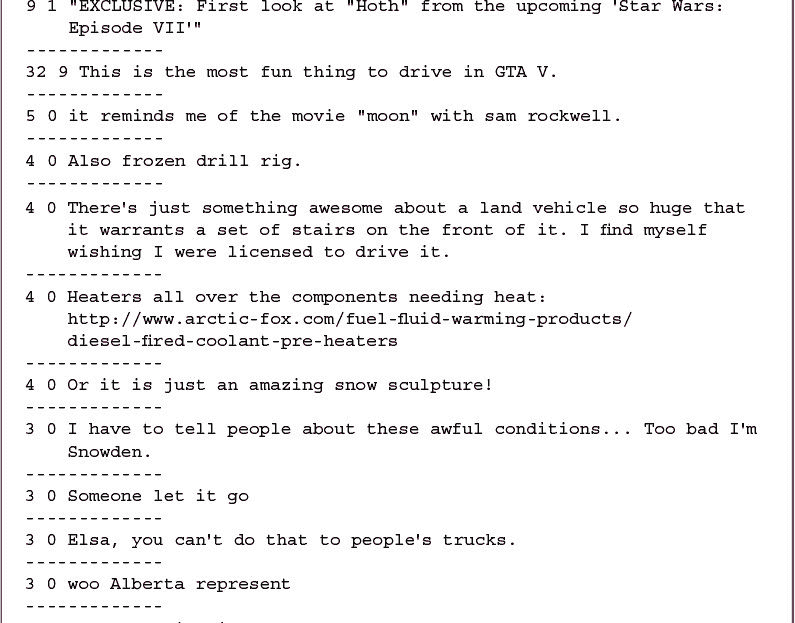 9 1 "EXCLUSIVE: First look at "Hoth" from the upcoming 'Star Wars:
Episode VII'"
-------------
32 9 This is the most fun thing to drive in GTA V.
-------------
5 0 it reminds me of the movie "moon" with sam rockwell.
-------------
4 0 Also frozen drill rig.
-------------
4 0 There's just something awesome about a land vehicle so huge that
it warrants a set of stairs on the front of it. I find myself
wishing I were licensed to drive it.
-------------
4 0 Heaters all over the components needing heat:
http://www.arctic-fox.com/fuel-fluid-warming-products/
diesel-fired-coolant-pre-heaters
-------------
4 0 Or it is just an amazing snow sculpture!
-------------
3 0 I have to tell people about these awful conditions... Too bad I'm
Snowden.
-------------
3 0 Someone let it go
-------------
3 0 Elsa, you can't do that to people's trucks.
-------------
3 0 woo Alberta represent
-------------